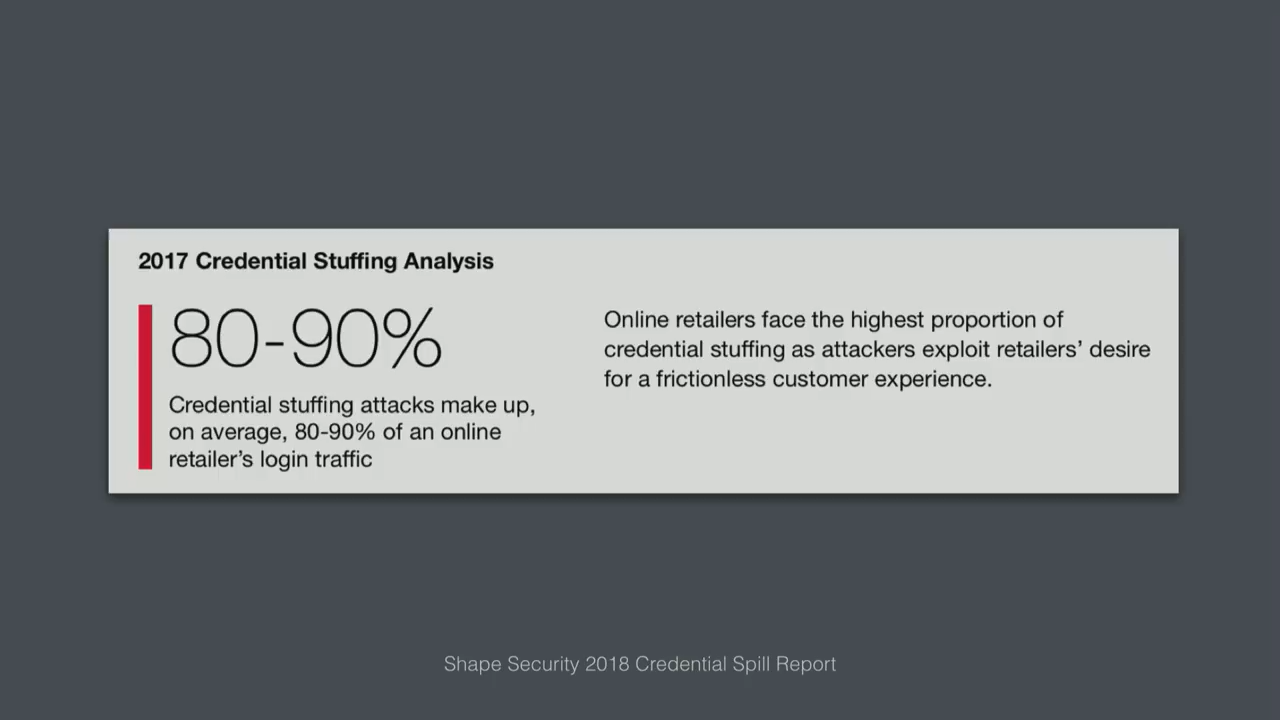 2017 Credential Stuffing Analysis
80-90%
Credential stuffing attacks make up,
on average, 80-90% of an online
retailer's login traffic
Online retailers face the highest proportion of
credential stuffing as attackers exploit retailers' desire
for a frictionless customer experience.
Shape Security 2018 Credential Spill Report